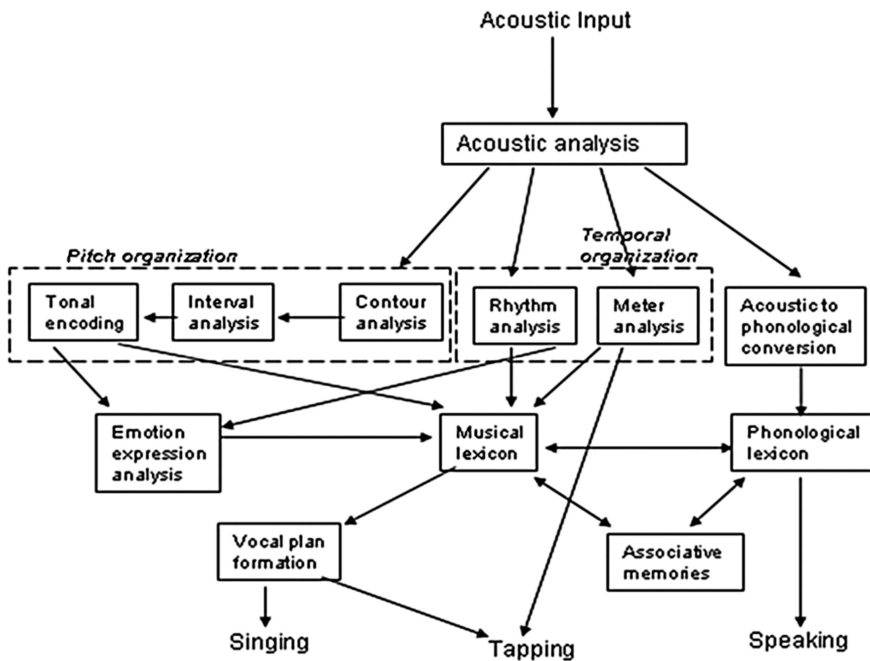 Acoustic Input
Acoustic analysis
Pitch organization
Temporal
organization
Tonal
encoding
Interval
analysis
Contour
analysis
Rhythm
analysis
Meter
analysis
Acoustic to
phonological
conversion
Emotion
expression
analysis
Musical
lexicon
Phonological
lexicon
Vocal plan
formation
Associative
memories
Singing
Tapping
Speaking